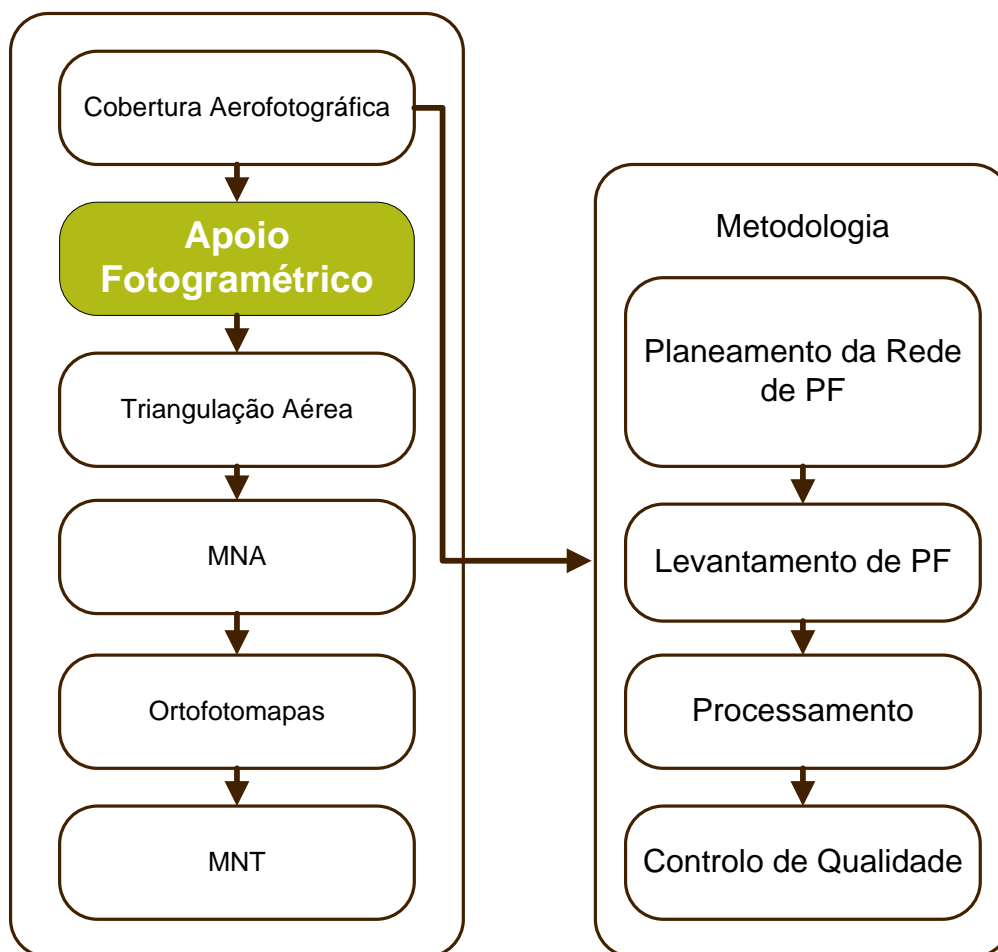 Cobertura Aerofotográfica
Apoio
Fotogramétrico
Triangulação Aérea
MNA
Ortofotomapas
MNT
Metodologia
Planeamento da Rede
de PF
Levantamento de PF
Processamento
Controlo de Qualidade